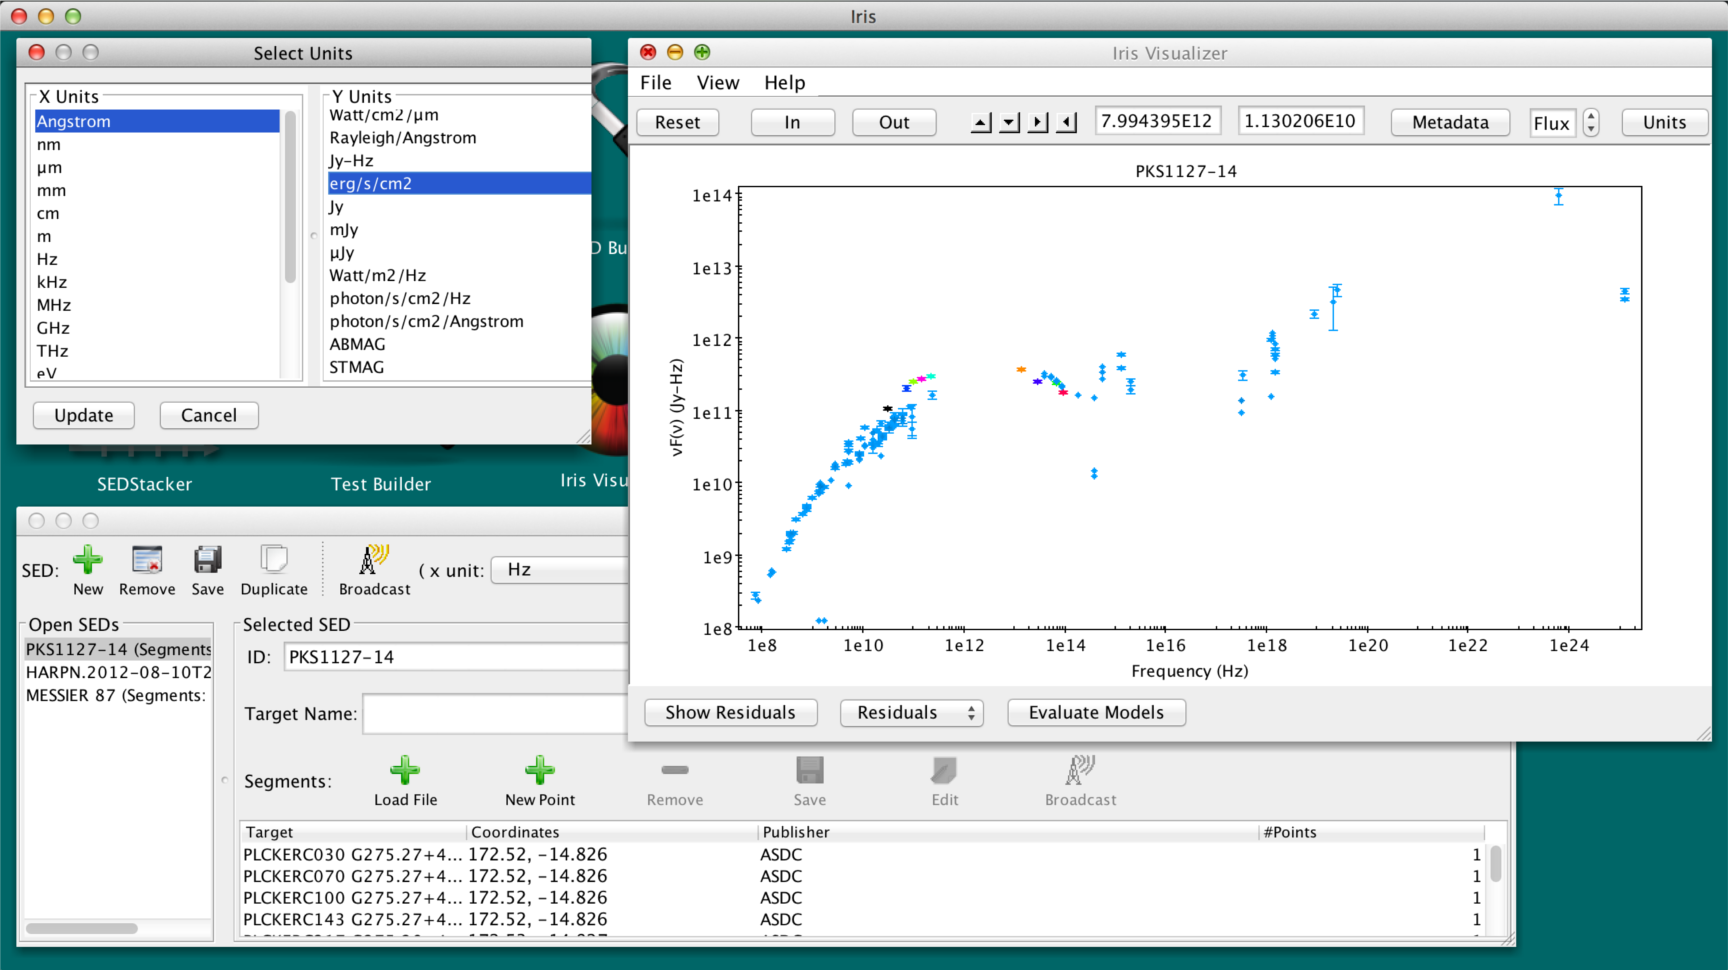 Iris
Select Units
X Units
Angstrom
nm
μm
mm
cm
m
Hz
kHz
MHz
GHz
THz
eV
Y Units
Watt/cm2/μm
Rayleigh/Angstrom
Jy-Hz
erg/s/cm2
Jy
mJy
μJy
Watt/m2/Hz
photon/s/cm2/Hz
photon/s/cm2/Angstrom
ABMAG
STMAG
Update
Cancel
D Bu
SEDStacker
Test Builder
Iris Visu
Iris Visualizer
File View Help
Reset In Out 7.994395E12 1.130206E10 Metadata Flux Units
PKS1127-14
1e14
1e13
1e12
1e11
1e10
1e9
1e8
νF(ν) (Jy-Hz)
1e8 1e10 1e12 1e14 1e16 1e18 1e20 1e22 1e24
Frequency (Hz)
Show Residuals Residuals Evaluate Models
SED: New Remove Save Duplicate Broadcast ( x unit: Hz
Open SEDs
PKS1127-14 (Segments
HARPN.2012-08-10T2
MESSIER 87 (Segments:
Selected SED
ID: PKS1127-14
Target Name:
Segments: Load File New Point Remove Save Edit Broadcast
Target Coordinates Publisher #Points
PLCKERC030 G275.27+4... 172.52, -14.826 ASDC 1
PLCKERC070 G275.27+4... 172.52, -14.826 ASDC 1
PLCKERC100 G275.27+4... 172.52, -14.826 ASDC 1
PLCKERC143 G275.27+4... 172.52, -14.826 ASDC 1